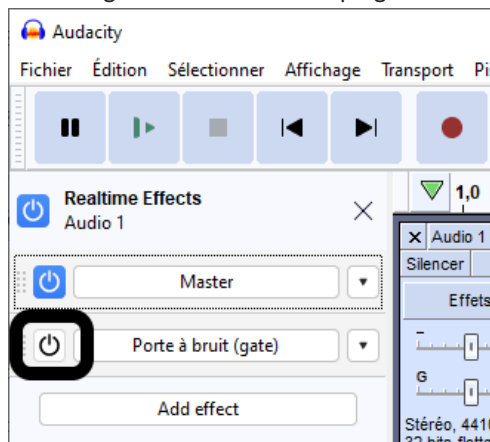 Audacity
Fichier Édition Sélectionner Affichage Transport
Realtime Effects
Audio 1
1,0
Audio 1
Silencer
Master
Effets
Porte à bruit (gate)
G
Add effect
Stéréo,